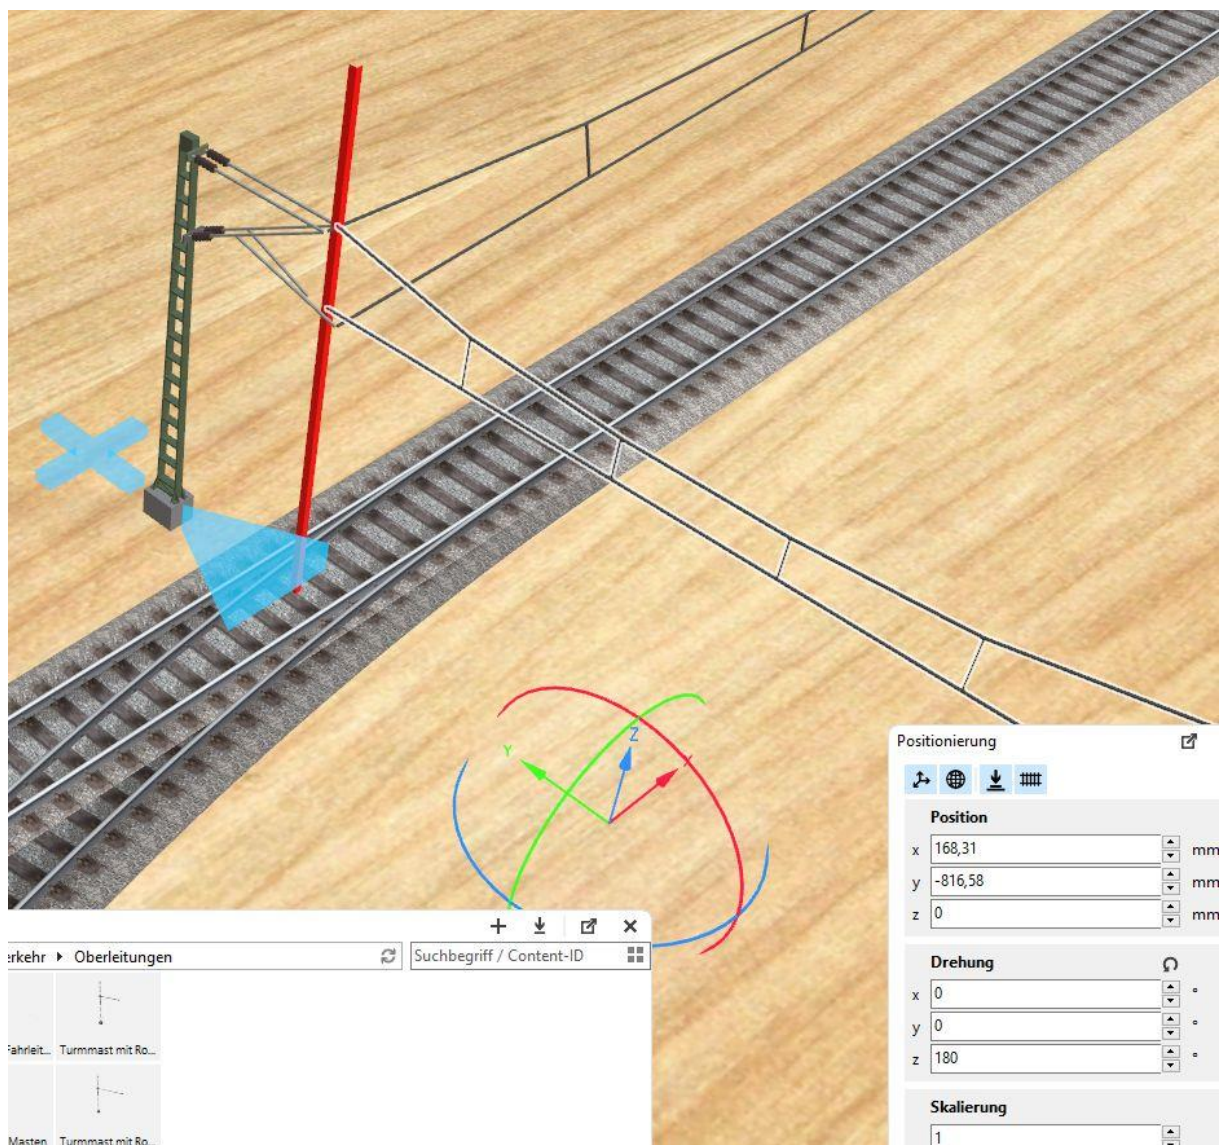 Y
Z
X
Positionierung
Position
x 168,31 mm
y -816,58 mm
z 0 mm
Drehung
x 0 °
y 0 °
z 180 °
Skalierung
1
erkehr ▸ Oberleitungen
Suchbegriff / Content-ID
Fahrleit... Turmmast mit Ro...
Masten Turmmast mit Ro...